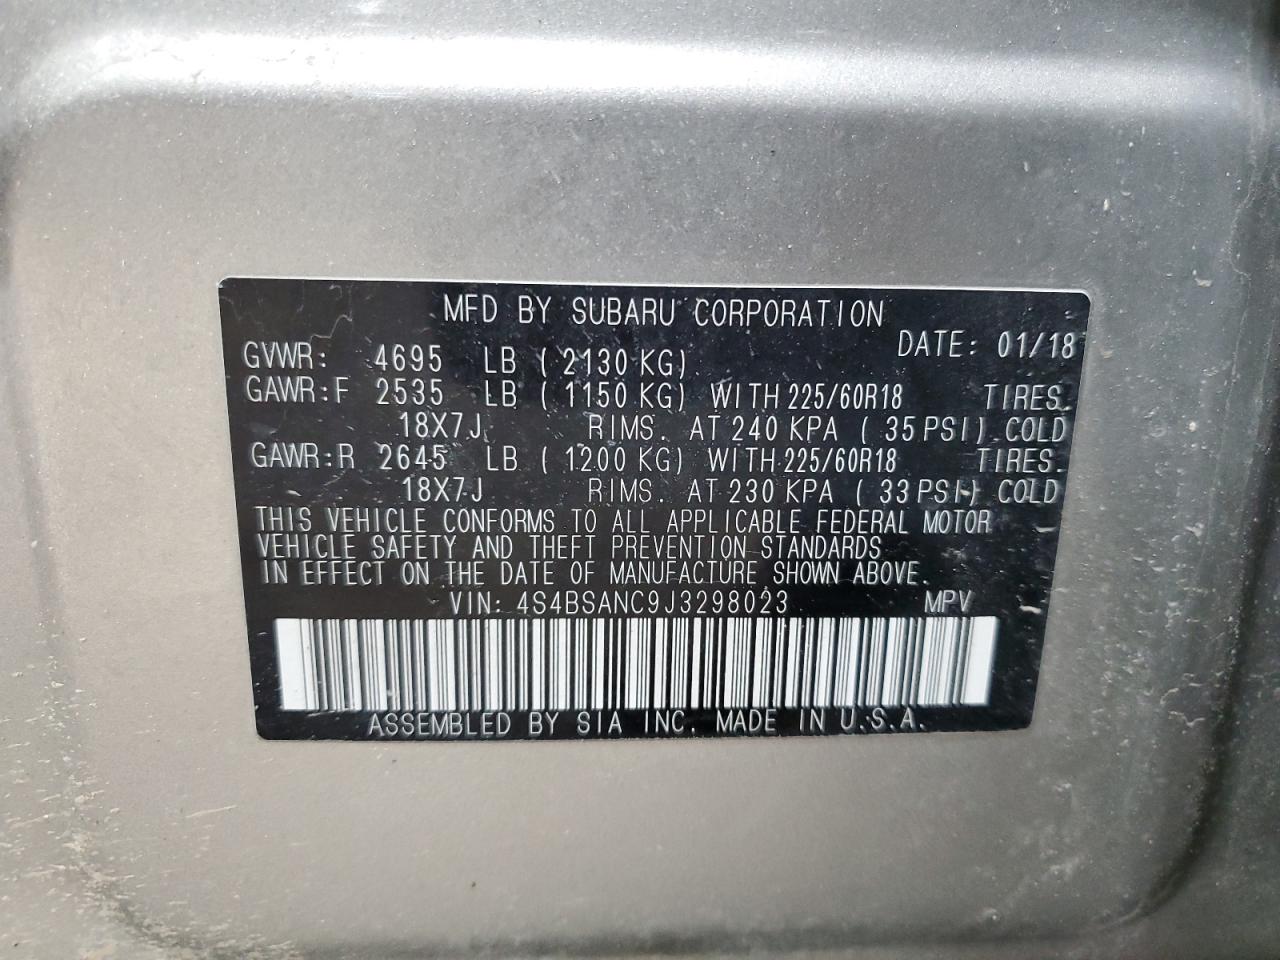 MFD BY SUBARU CORPORATION
DATE: 01/18
GVWR: 4695 LB ( 2130 KG)
GAWR:F 2535 LB ( 1150 KG) WITH 225/60R18 TIRES.
18X7J RIMS. AT 240 KPA ( 35 PSI) COLD
GAWR:R 2645 LB ( 1200 KG) WITH 225/60R18 TIRES.
18X7J RIMS. AT 230 KPA ( 33 PSI) COLD
THIS VEHICLE CONFORMS TO ALL APPLICABLE FEDERAL MOTOR
VEHICLE SAFETY AND THEFT PREVENTION STANDARDS
IN EFFECT ON THE DATE OF MANUFACTURE SHOWN ABOVE.
VIN: 4S4BSANC9J3298023 MPV
ASSEMBLED BY SIA INC. MADE IN U.S.A.